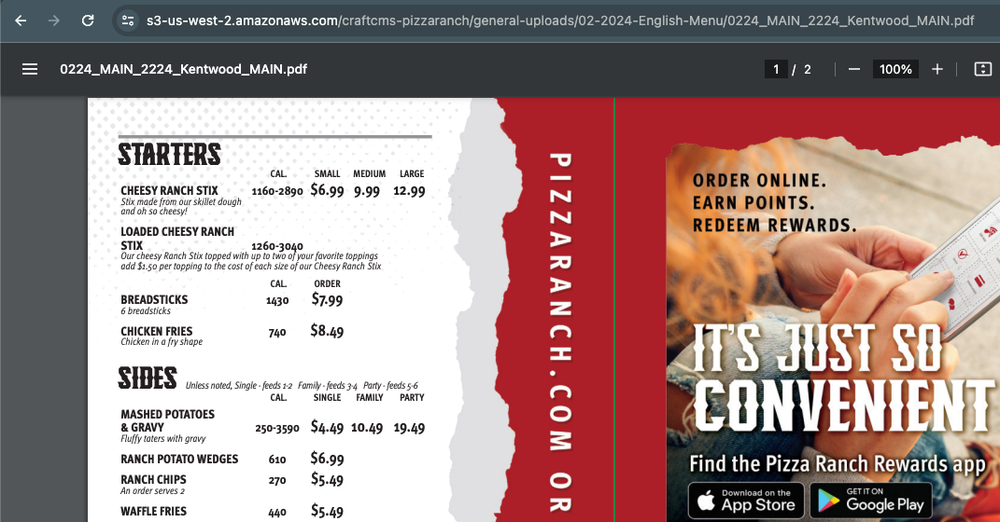 s3-us-west-2.amazonaws.com/craftcms-pizzaranch/general-uploads/02-2024-English-Menu/0224_MAIN_2224_Kentwood_MAIN.pdf
0224_MAIN_2224_Kentwood_MAIN.pdf
1 / 2
100%
STARTERS
CAL. SMALL MEDIUM LARGE
CHEESY RANCH STIX 1160-2890 $6.99 9.99 12.99
Stix made from our skillet dough
and oh so cheesy!
LOADED CHEESY RANCH
STIX 1260-3040
Our cheesy Ranch Stix topped with up to two of your favorite toppings
add $1.50 per topping to the cost of each size of our Cheesy Ranch Stix
CAL. ORDER
BREADSTICKS 1430 $7.99
6 breadsticks
CHICKEN FRIES 740 $8.49
Chicken in a fry shape
SIDES Unless noted, Single - feeds 1-2 Family - feeds 3-4 Party - feeds 5-6
CAL. SINGLE FAMILY PARTY
MASHED POTATOES
& GRAVY 250-3590 $4.49 10.49 19.49
Fluffy taters with gravy
RANCH POTATO WEDGES 610 $6.99
RANCH CHIPS 270 $5.49
An order serves 2
WAFFLE FRIES 440 $5.49
PIZZARANCH.COM OR
ORDER ONLINE.
EARN POINTS.
REDEEM REWARDS.
IT'S JUST SO
CONVENIENT
Find the Pizza Ranch Rewards app
Download on the
App Store
GET IT ON
Google Play